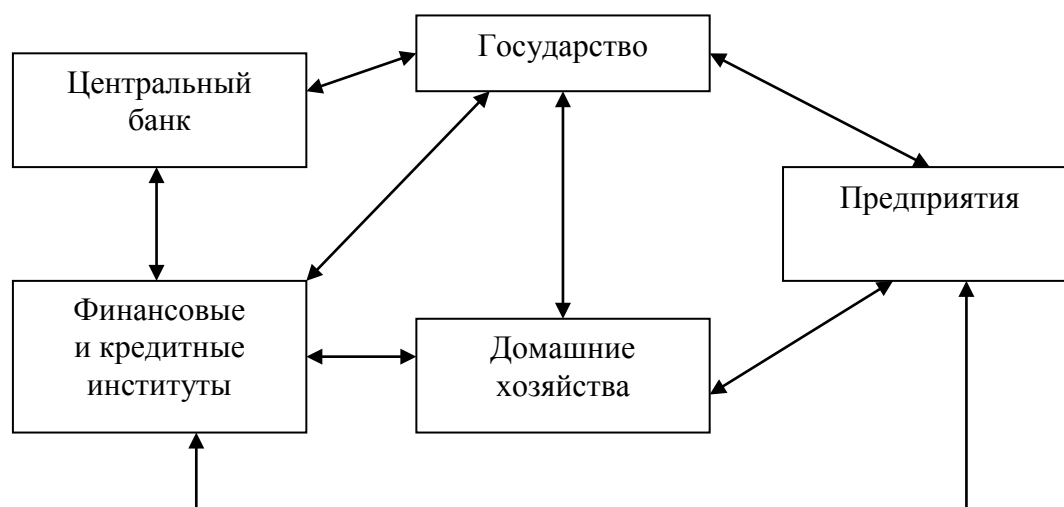 Государство
Центральный
банк
Предприятия
Финансовые
и кредитные
институты
Домашние
хозяйства